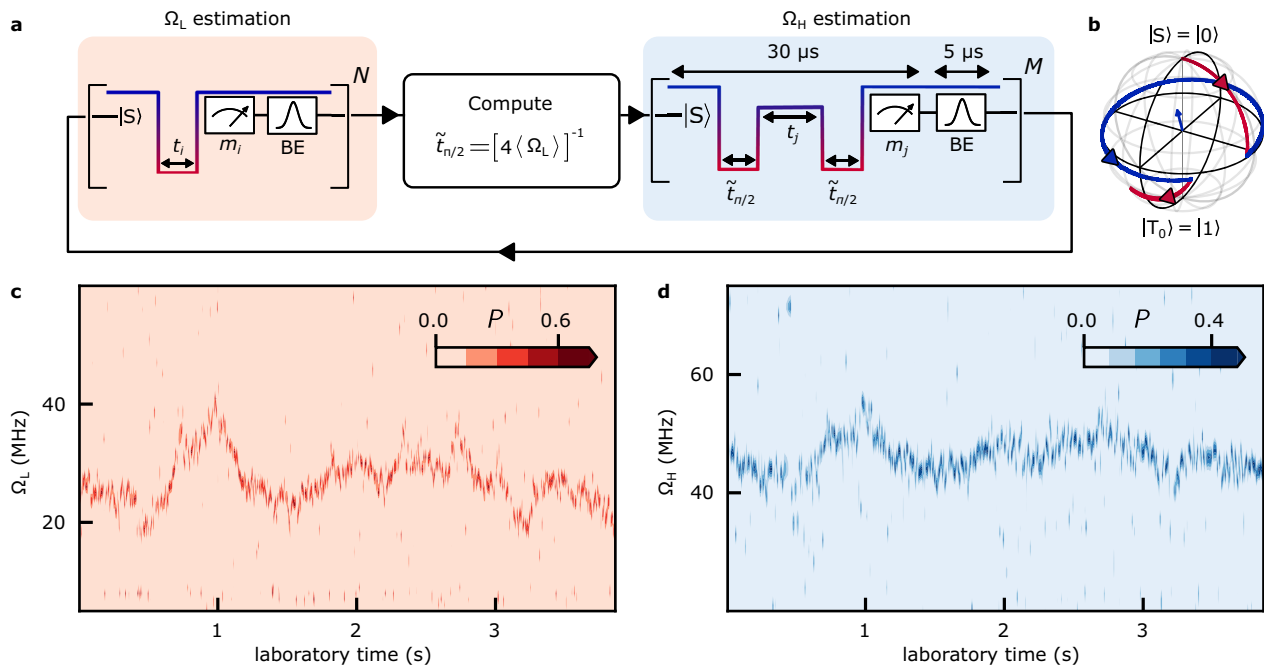 a
Ω_L estimation
|S⟩
t_i
m_i
BE
N
Compute
t̃_π/2 = [4⟨Ω_L⟩]^-1
Ω_H estimation
30 μs
5 μs
|S⟩
t̃_π/2
t_j
t̃_π/2
m_j
BE
M
b
|S⟩ = |0⟩
|T_0⟩ = |1⟩
c
0.0 P 0.6
Ω_L (MHz)
40
20
1 2 3
laboratory time (s)
d
0.0 P 0.4
Ω_H (MHz)
60
40
1 2 3
laboratory time (s)